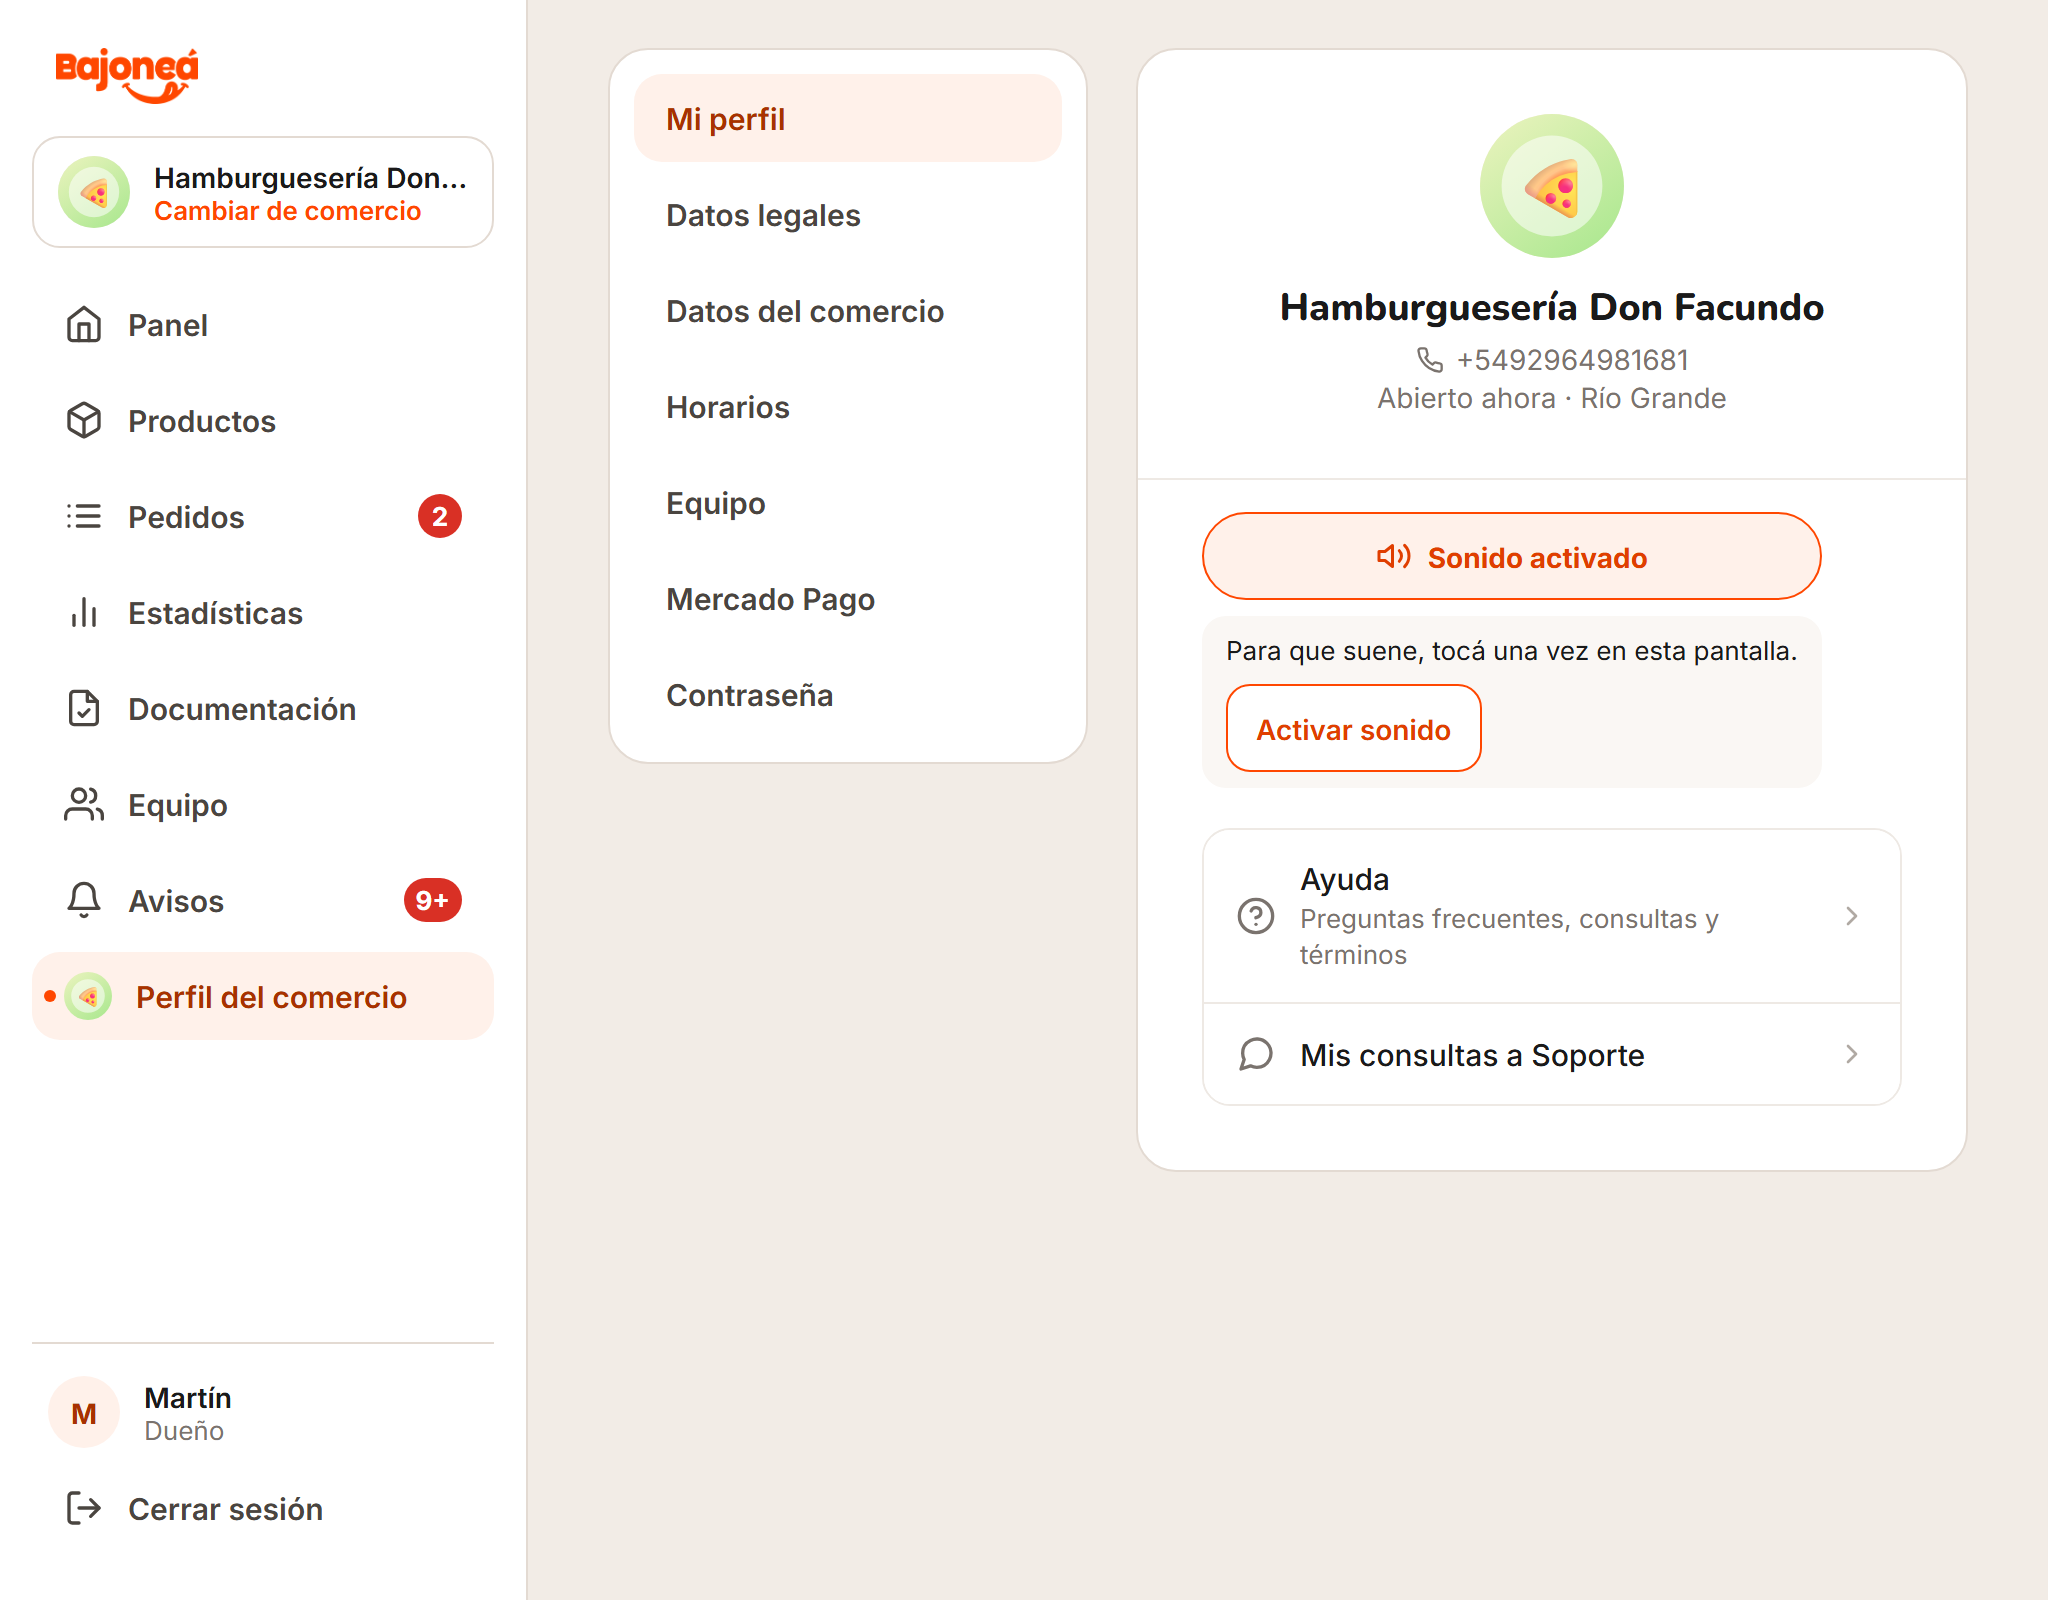 Bajoneá
Hamburguesería Don...
Cambiar de comercio
Panel
Productos
Pedidos 2
Estadísticas
Documentación
Equipo
Avisos 9+
Perfil del comercio
M
Martín
Dueño
Cerrar sesión
Mi perfil
Datos legales
Datos del comercio
Horarios
Equipo
Mercado Pago
Contraseña
Hamburguesería Don Facundo
+5492964981681
Abierto ahora · Río Grande
Sonido activado
Para que suene, tocá una vez en esta pantalla.
Activar sonido
Ayuda
Preguntas frecuentes, consultas y
términos
Mis consultas a Soporte